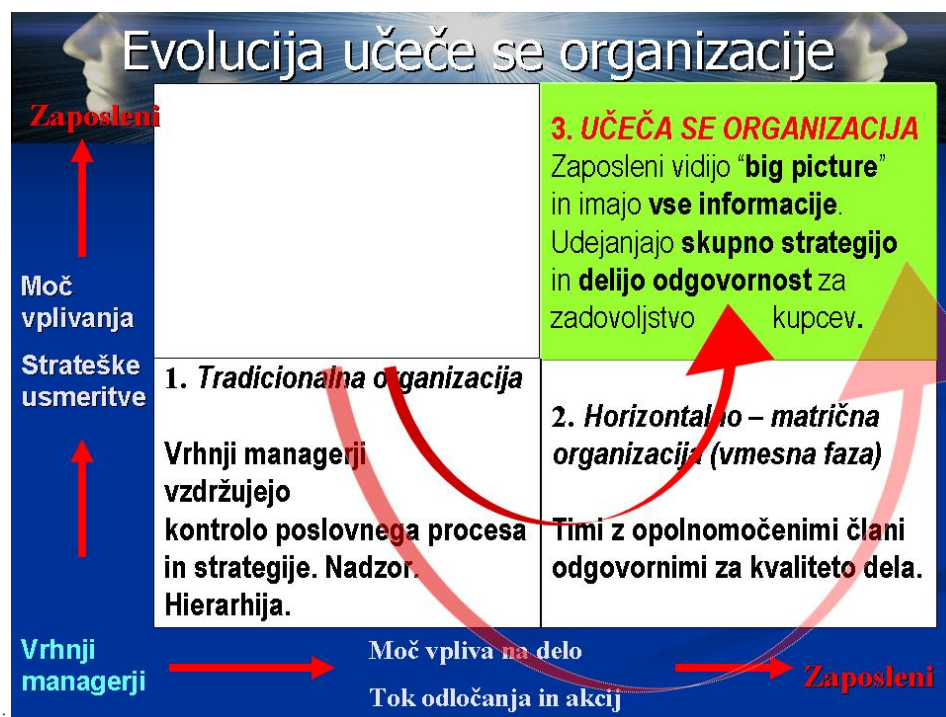 Evolucija učeče se organizacije
Zaposleni
3. UČEČA SE ORGANIZACIJA
Zaposleni vidijo “big picture”
in imajo vse informacije.
Udejanjajo skupno strategijo
in delijo odgovornost za
zadovoljstvo kupcev.
Moč
vplivanja
Strateške
usmeritve
1. Tradicionalna organizacija
Vrhnji managerji
vzdržujejo
kontrolo poslovnega procesa
in strategije. Nadzor.
Hierarhija.
2. Horizontalno – matrična
organizacija (vmesna faza)
Timi z opolnomočenimi člani
odgovornimi za kvaliteto dela.
Vrhnji
managerji
Moč vpliva na delo
Tok odločanja in akcij
Zaposleni